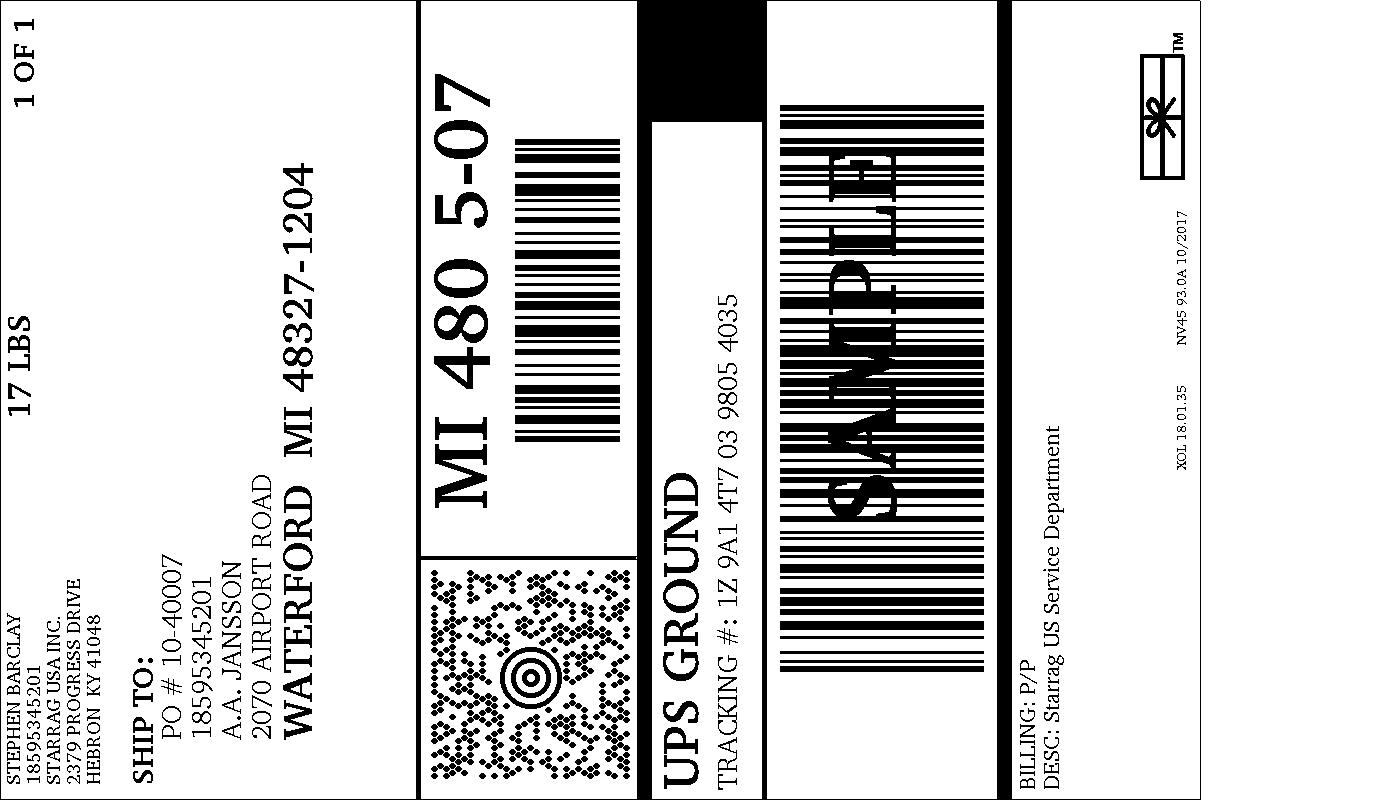 STEPHEN BARCLAY
18595345201
STARRAG USA INC.
2379 PROGRESS DRIVE
HEBRON KY 41048
17 LBS
1 OF 1
SHIP TO:
PO # 10-40007
18595345201
A.A. JANSSON
2070 AIRPORT ROAD
WATERFORD MI 48327-1204
MI 480 5-07
UPS GROUND
TRACKING #: 1Z 9A1 4T7 03 9805 4035
SAMPLE
BILLING: P/P
DESC: Starrag US Service Department
XOL 18.01.35 NV45 93.0A 10/2017
TM